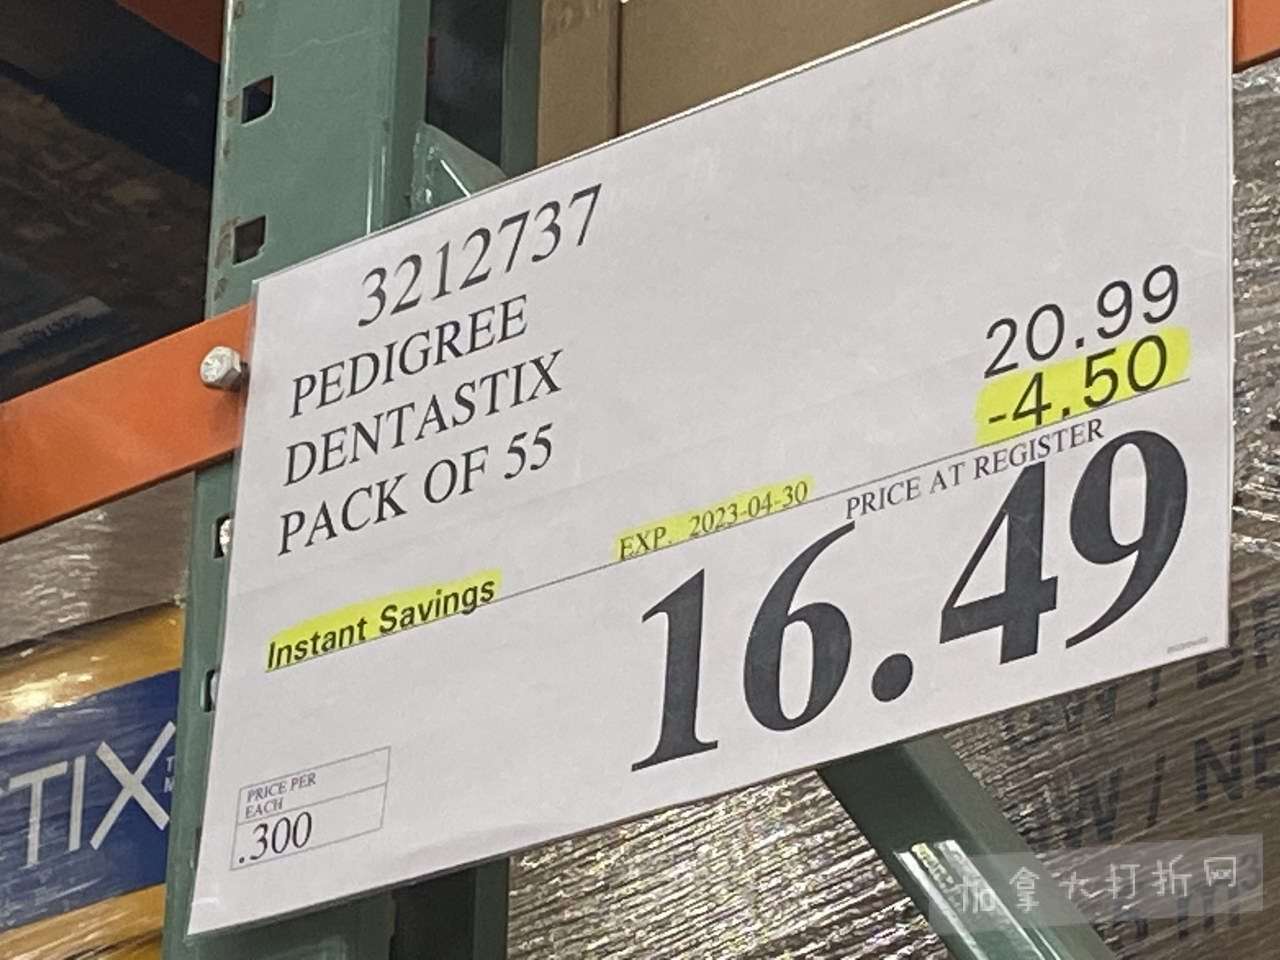 3212737
PEDIGREE
DENTASTIX
PACK OF 55
20.99
-4.50
EXP. 2023-04-30
PRICE AT REGISTER
Instant Savings
16.49
PRICE PER
EACH
.300
TIX
W / NE
加拿大打折网